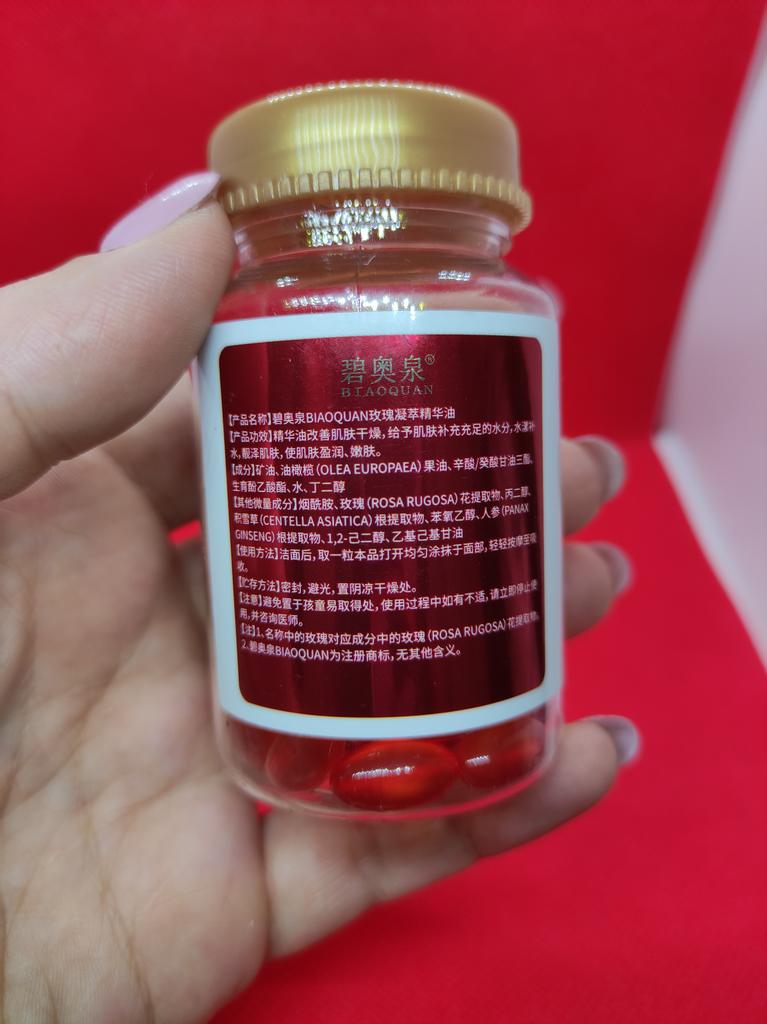 碧奥泉®
BIAOQUAN
【产品名称】碧奥泉BIAOQUAN玫瑰凝萃精华油
【产品功效】精华油改善肌肤干燥，给予肌肤补充充足的水分，水漾补
水，靓泽肌肤，使肌肤盈润、嫩肤。
【成分】矿油、油橄榄（OLEA EUROPAEA）果油、辛酸/癸酸甘油三酯、
生育酚乙酸酯、水、丁二醇
【其他微量成分】烟酰胺、玫瑰（ROSA RUGOSA）花提取物、丙二醇、
积雪草（CENTELLA ASIATICA）根提取物、苯氧乙醇、人参（PANAX
GINSENG）根提取物、1,2-己二醇、乙基己基甘油
【使用方法】洁面后，取一粒本品打开均匀涂抹于面部，轻轻按摩至吸
收。
【贮存方法】密封，避光，置阴凉干燥处。
【注意】避免置于孩童易取得处，使用过程中如有不适，请立即停止使
用，并咨询医师。
【注】1、名称中的玫瑰对应成分中的玫瑰（ROSA RUGOSA）花提取物。
2、碧奥泉BIAOQUAN为注册商标，无其他含义。